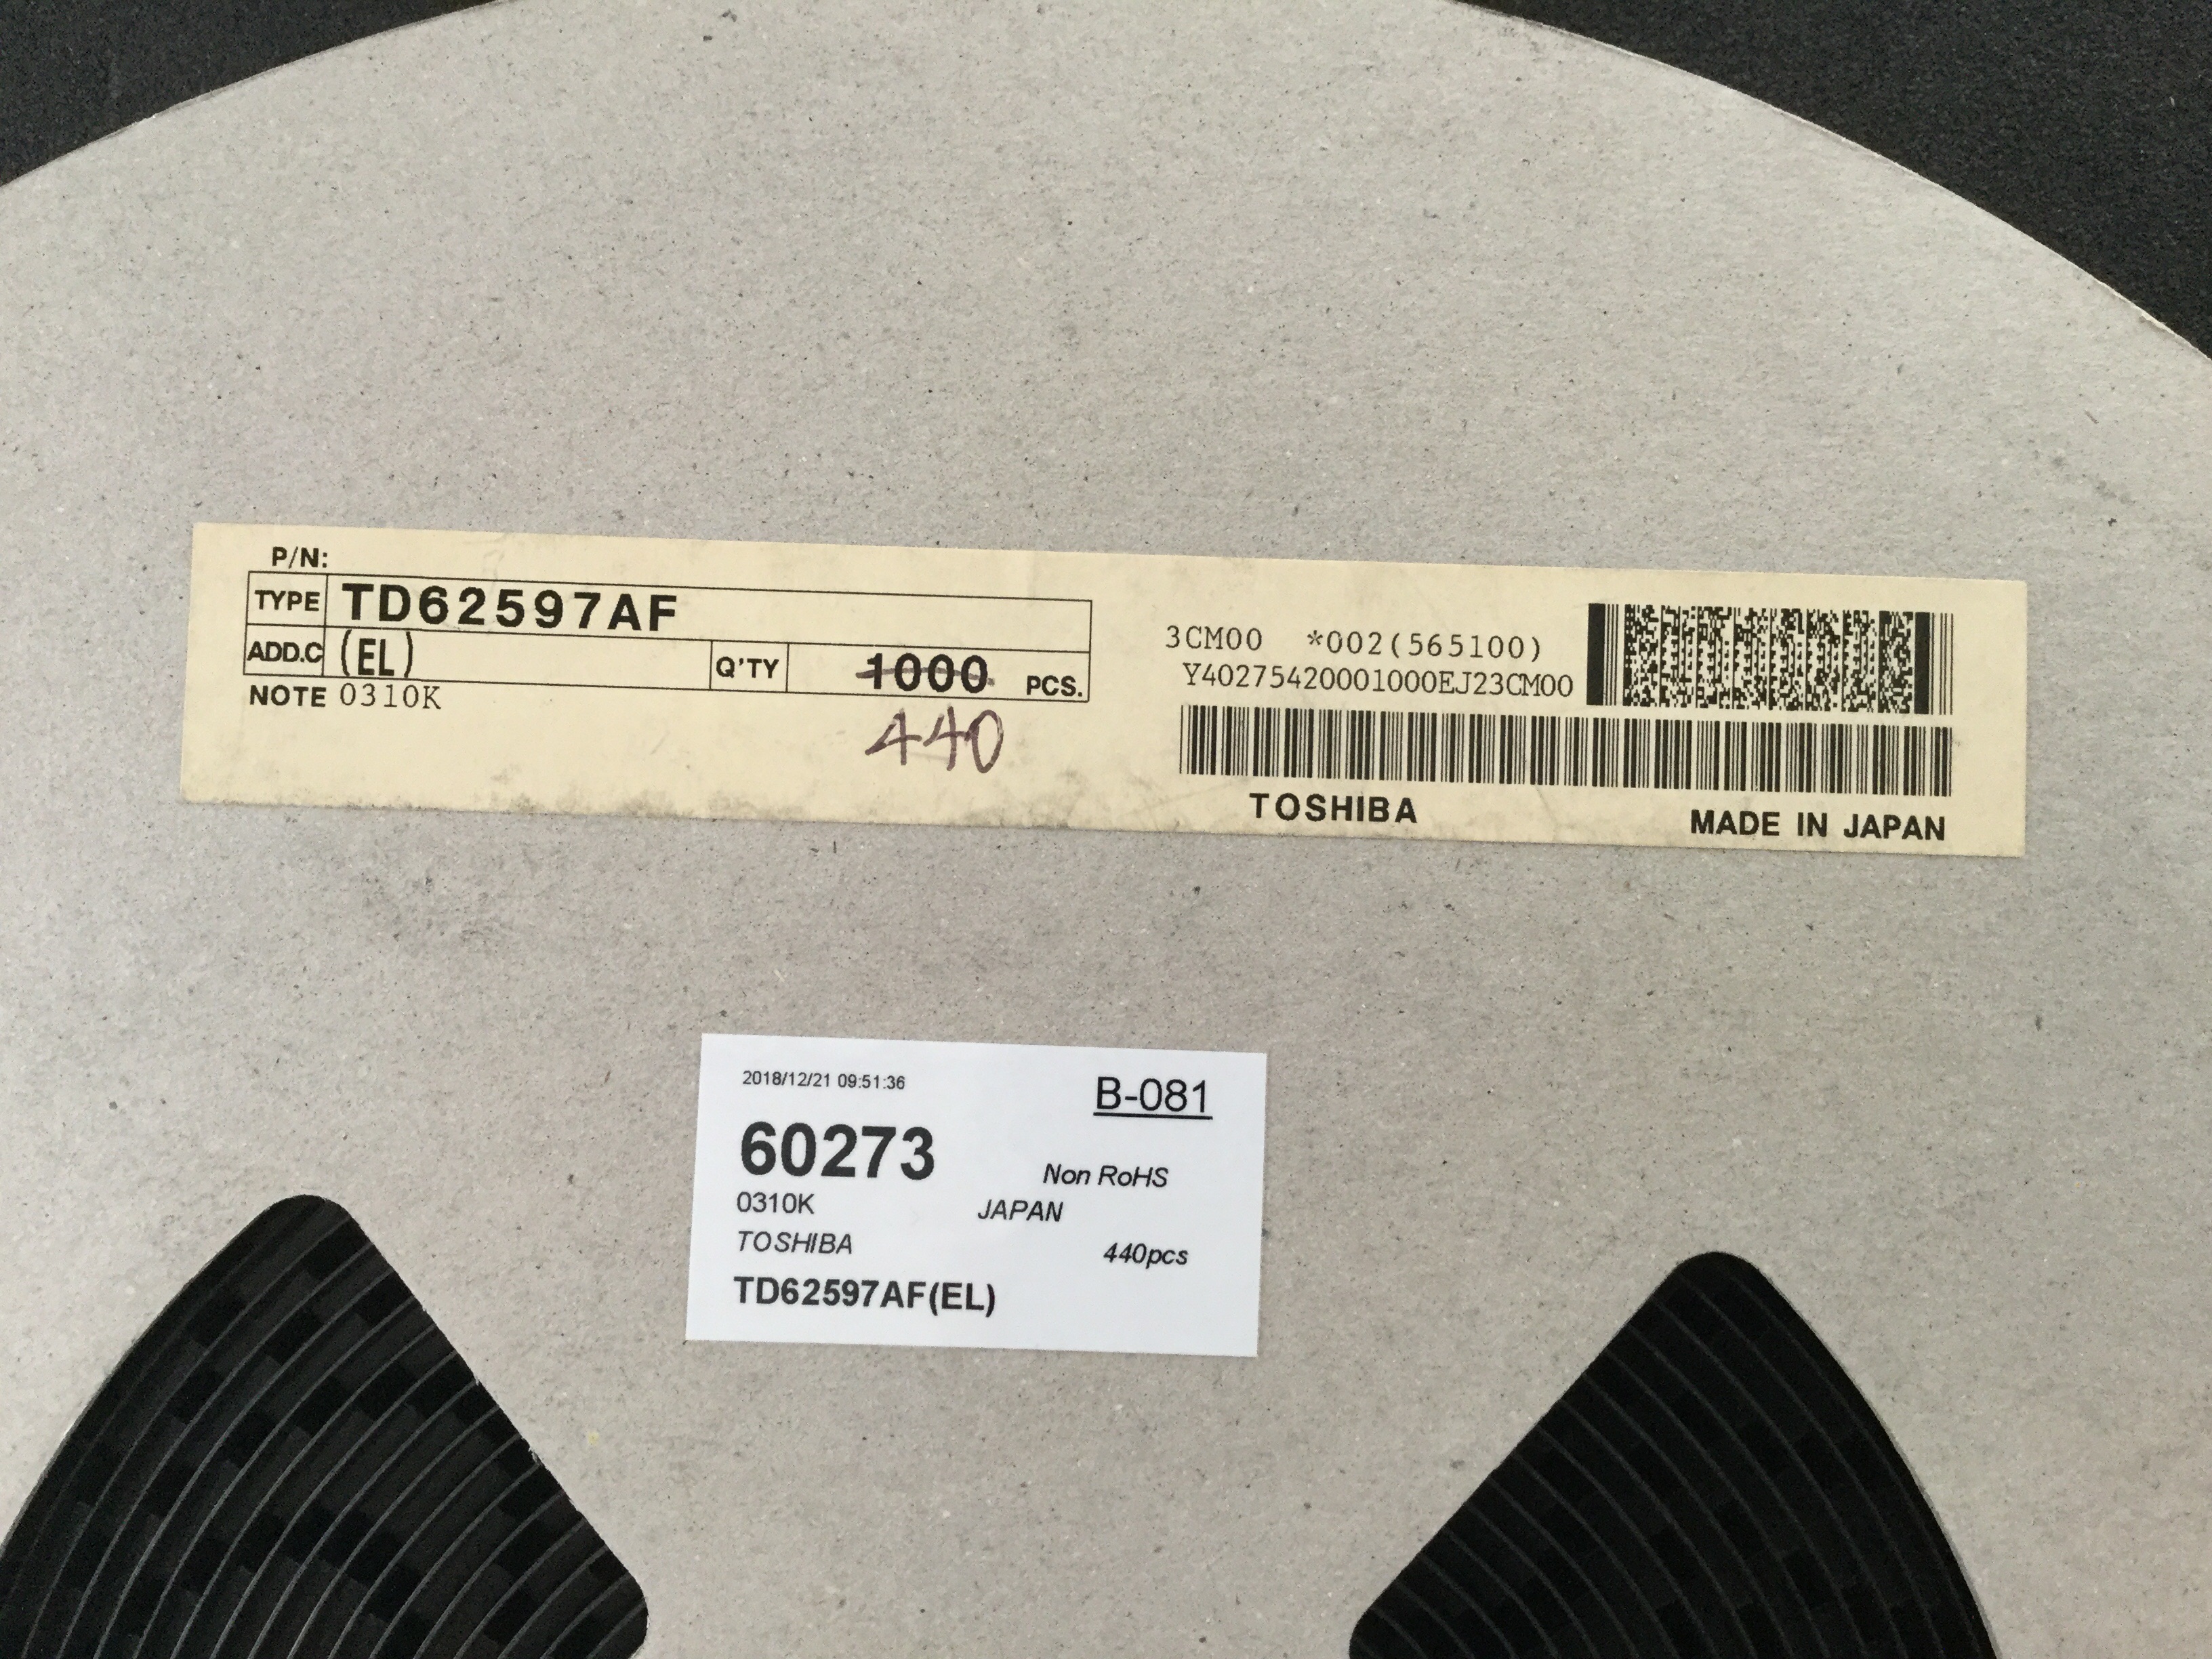 P/N:
TYPE TD62597AF
ADD.C (EL) Q'TY 1000 PCS.
NOTE 0310K
440
3CM00 *002(565100)
Y40275420001000EJ23CM00
TOSHIBA MADE IN JAPAN
2018/12/21 09:51:36 B-081
60273 Non RoHS
0310K JAPAN
TOSHIBA 440pcs
TD62597AF(EL)